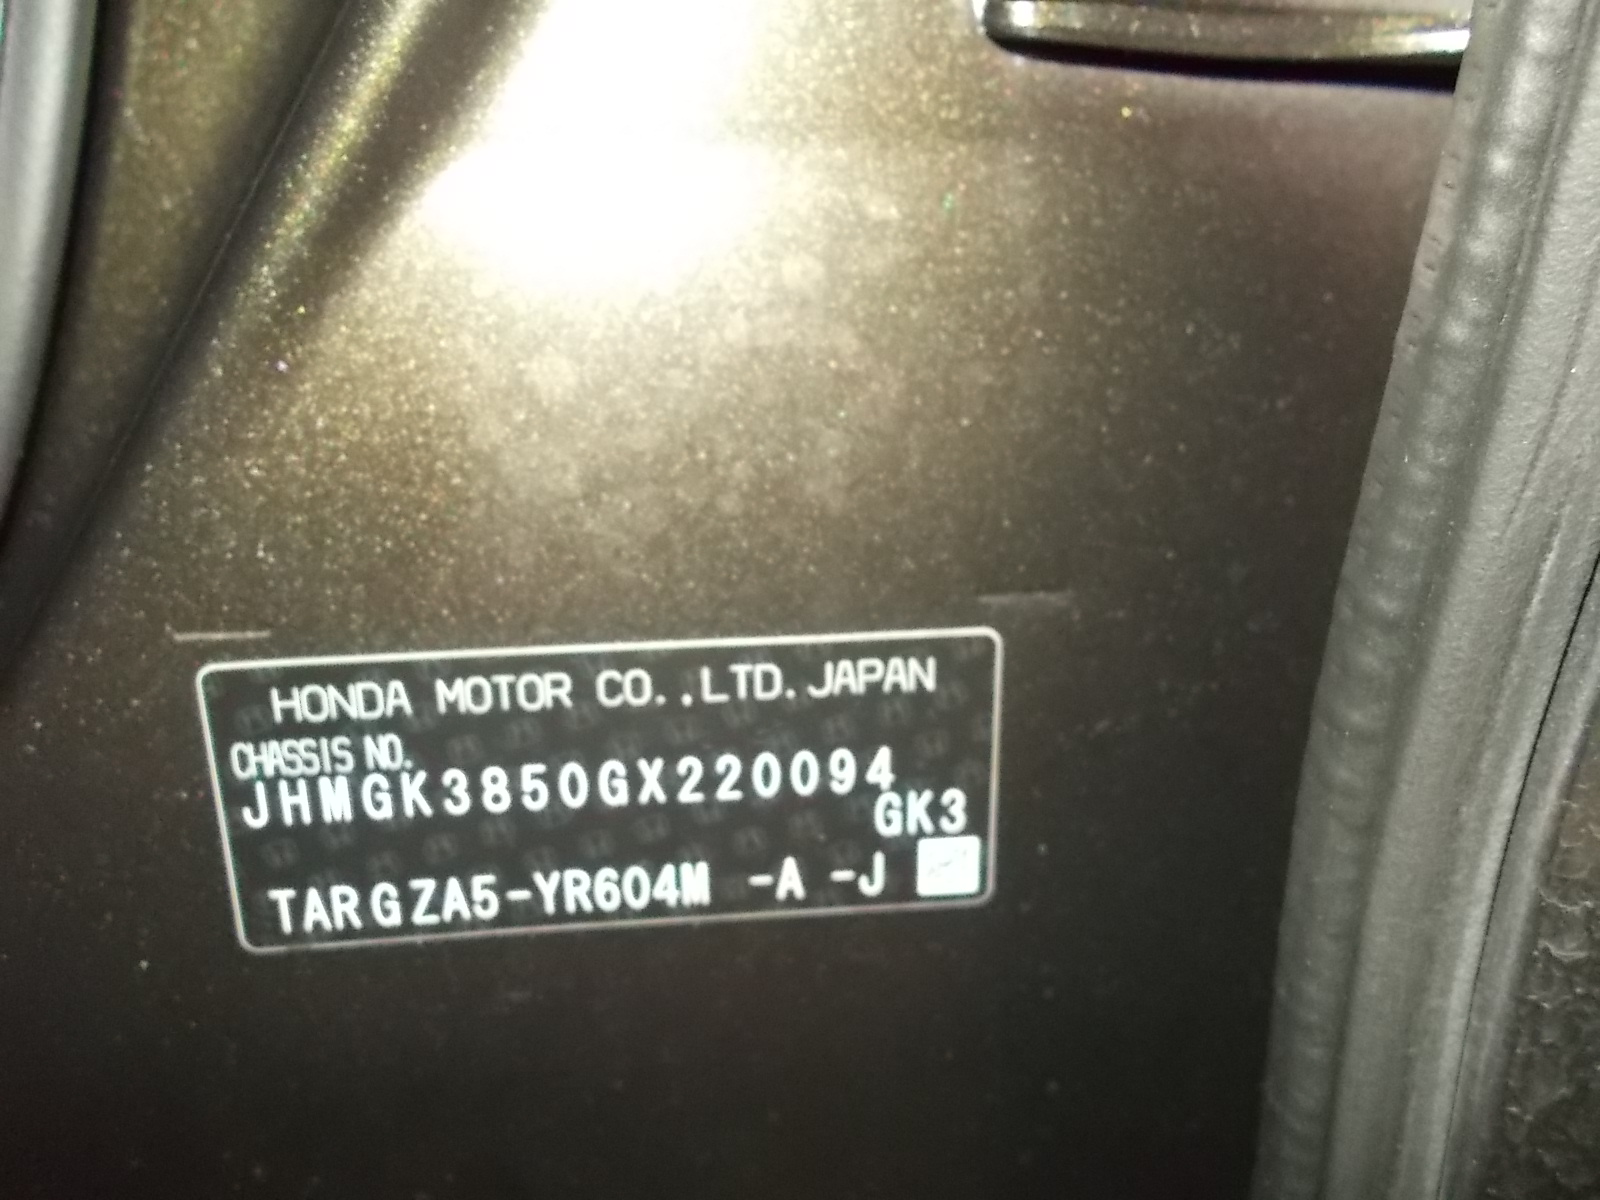 HONDA MOTOR CO.,LTD.JAPAN
CHASSIS NO.
JHMGK3850GX220094
GK3
TARGZA5-YR604M -A -J